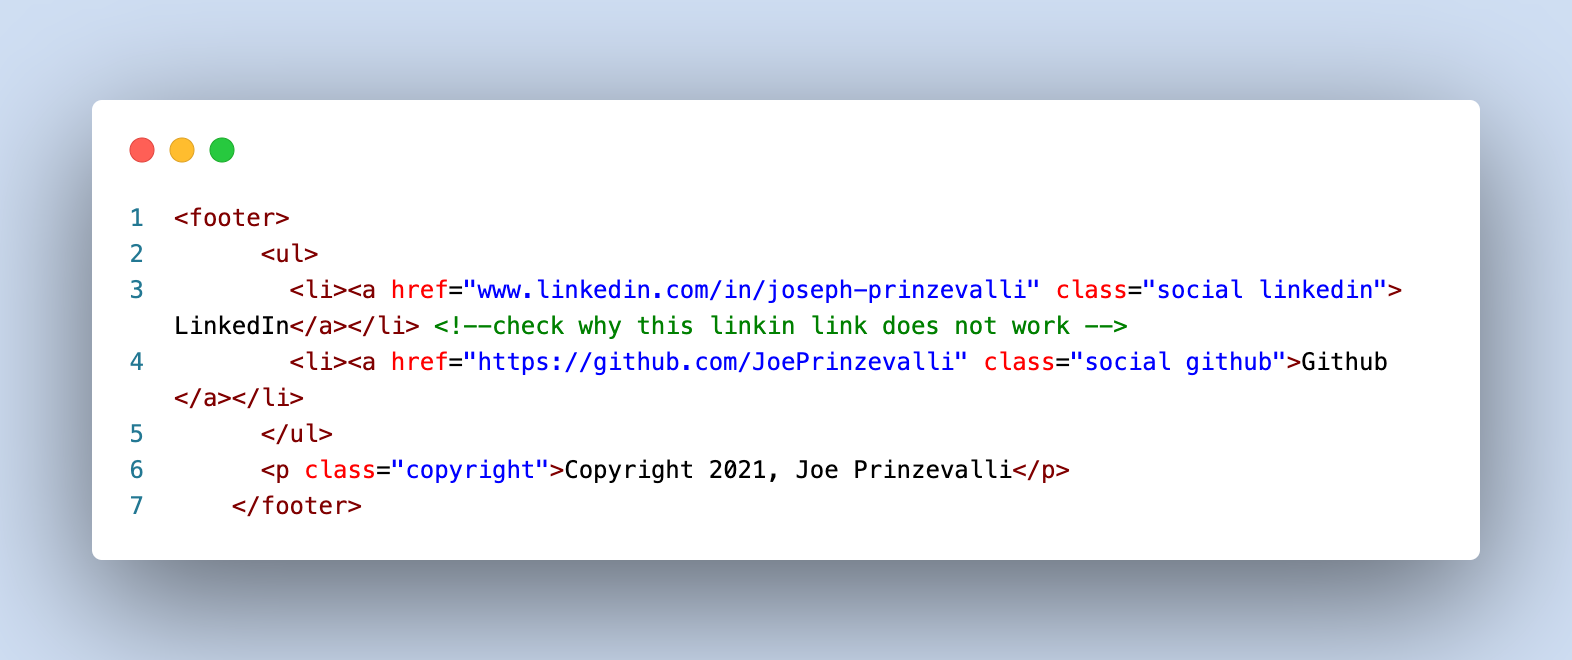 1 <footer>
2       <ul>
3         <li><a href="www.linkedin.com/in/joseph-prinzevalli" class="social linkedin">
LinkedIn</a></li> <!--check why this linkin link does not work -->
4         <li><a href="https://github.com/JoePrinzevalli" class="social github">Github
</a></li>
5       </ul>
6       <p class="copyright">Copyright 2021, Joe Prinzevalli</p>
7     </footer>